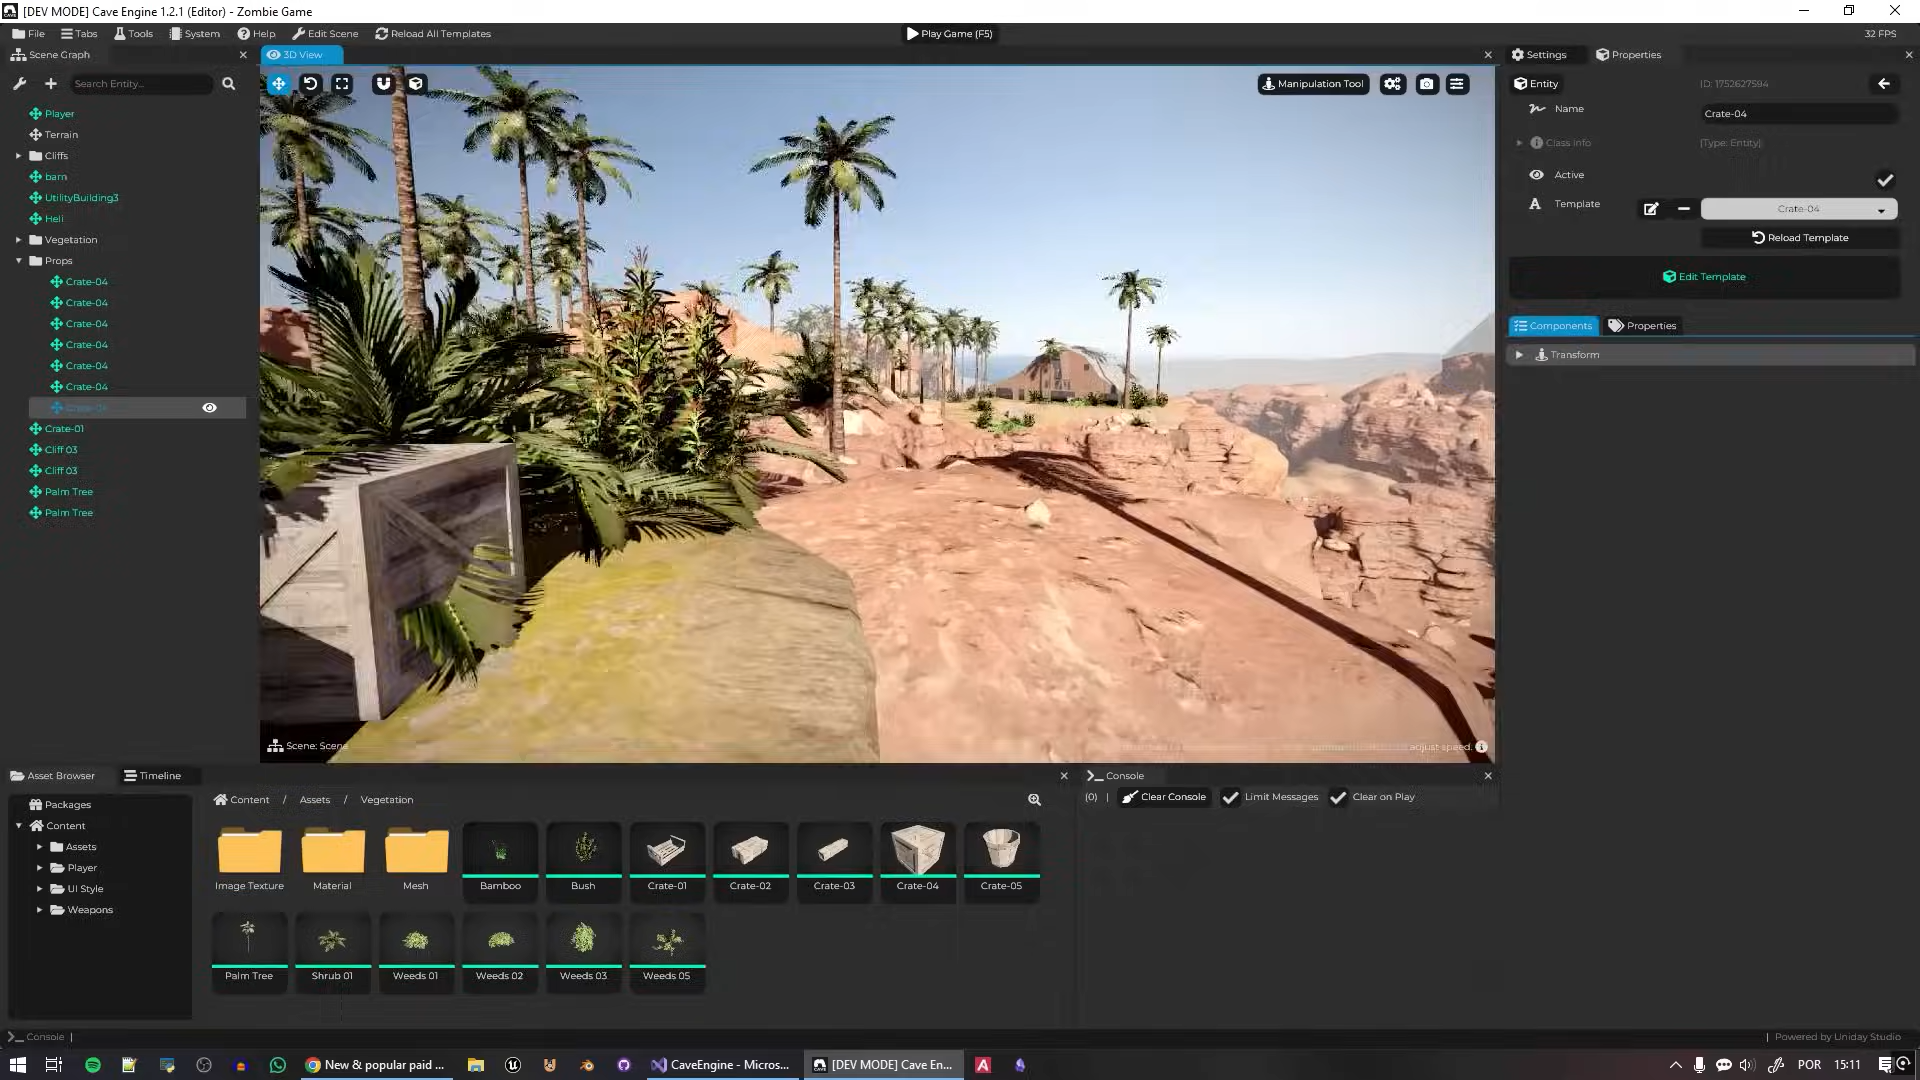 [DEV MODE] Cave Engine 1.2.1 (Editor) - Zombie Game
File Tabs Tools System Help Edit Scene Reload All Templates Play Game (F5) 32 FPS
Scene Graph
3D View
Settings Properties
Search Entity...
Manipulation Tool
Entity ID: 1752627594
Name Crate-04
Class Info [Type: Entity]
Active
Template Crate-04
Reload Template
Edit Template
Components Properties
Transform
Player
Terrain
Cliffs
barn
UtilityBuilding3
Heli
Vegetation
Props
Crate-04
Crate-04
Crate-04
Crate-04
Crate-04
Crate-04
Crate-04
Crate-01
Cliff 03
Cliff 03
Palm Tree
Palm Tree
Scene: Scene
adjust speed.
Asset Browser Timeline
Packages
Content
Assets
Player
UI Style
Weapons
Content / Assets / Vegetation
Image Texture Material Mesh Bamboo Bush Crate-01 Crate-02 Crate-03 Crate-04 Crate-05
Palm Tree Shrub 01 Weeds 01 Weeds 02 Weeds 03 Weeds 05
Console
(0) | Clear Console Limit Messages Clear on Play
Console |
| Powered by Uniday Studio
New & popular paid ... CaveEngine - Micros... [DEV MODE] Cave En... POR 15:11